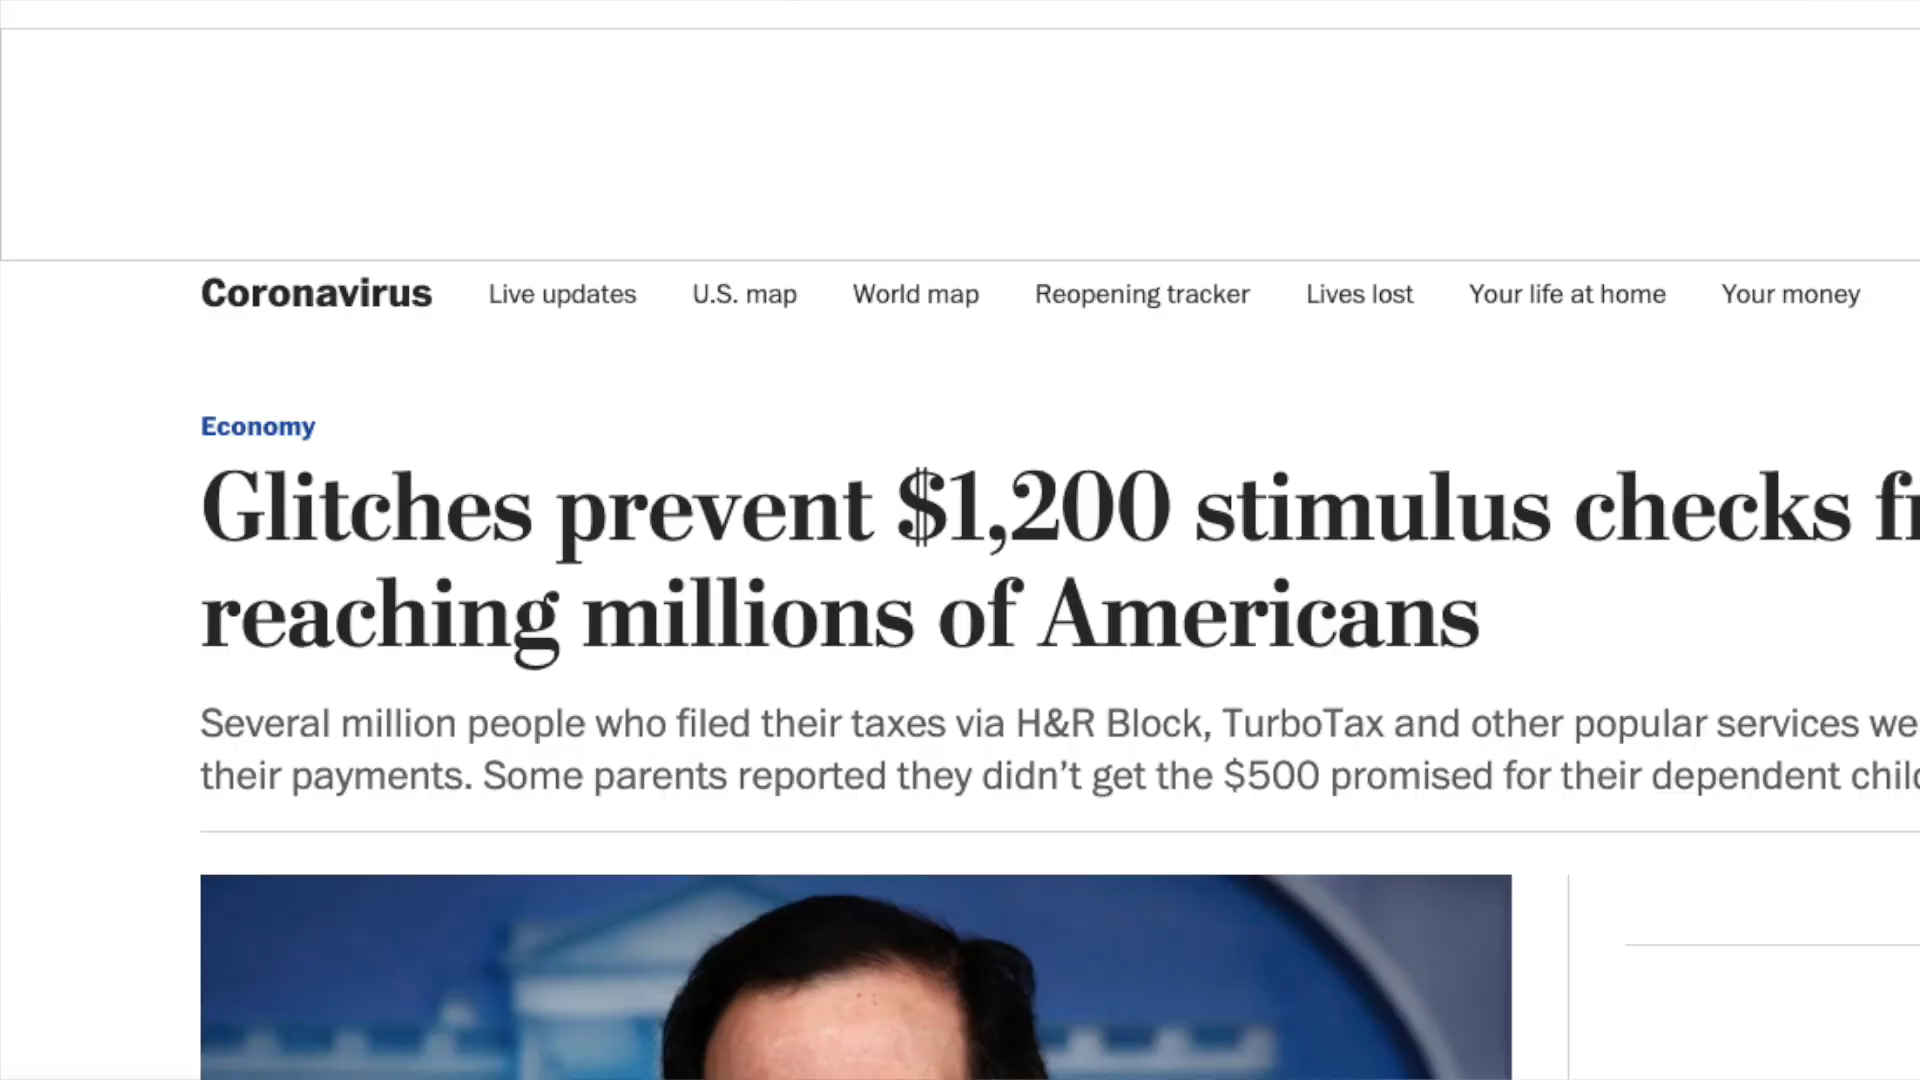 Coronavirus Live updates U.S. map World map Reopening tracker Lives lost Your life at home Your money
Economy
Glitches prevent $1,200 stimulus checks
reaching millions of Americans
Several million people who filed their taxes via H&R Block, TurboTax and other popular services
their payments. Some parents reported they didn’t get the $500 promised for their dependent